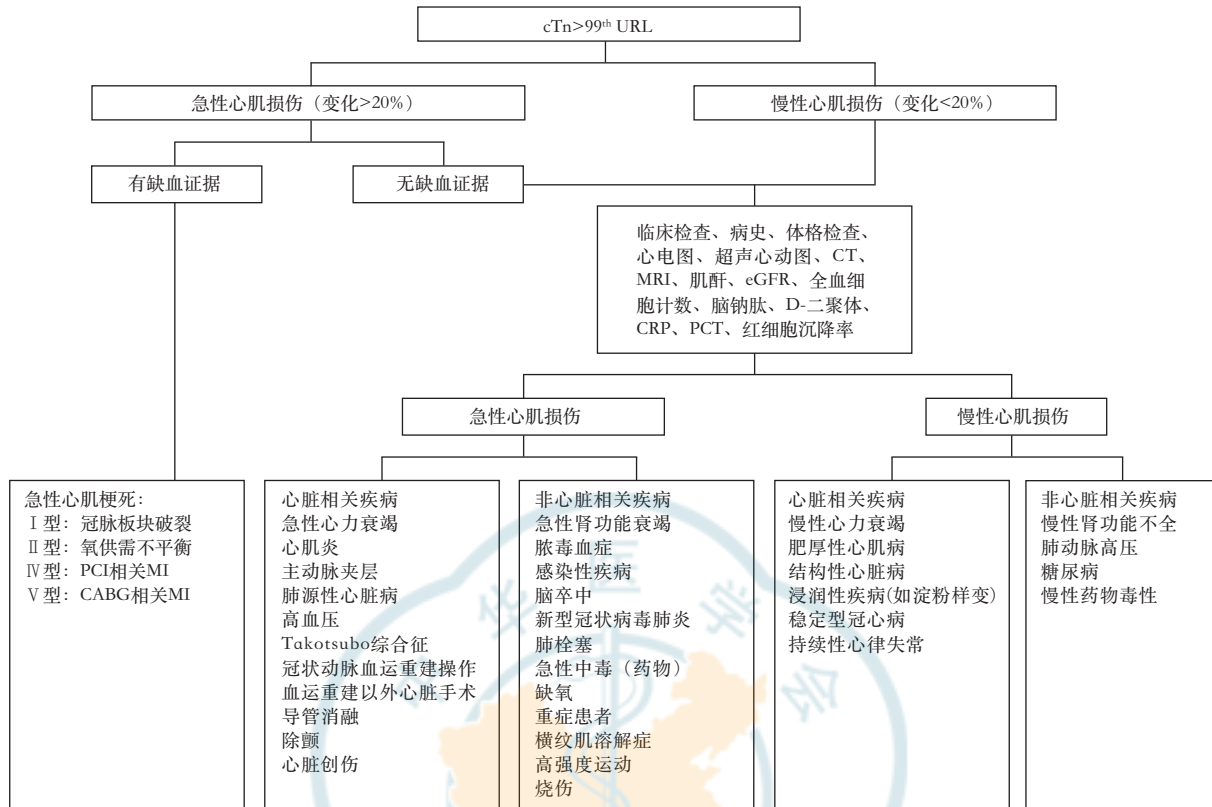 cTn>99th URL
急性心肌损伤（变化>20%）
慢性心肌损伤（变化<20%）
有缺血证据
无缺血证据
临床检查、病史、体格检查、
心电图、超声心动图、CT、
MRI、肌酐、eGFR、全血细
胞计数、脑钠肽、D-二聚体、
CRP、PCT、红细胞沉降率
急性心肌损伤
慢性心肌损伤
急性心肌梗死：
Ⅰ型：冠脉板块破裂
Ⅱ型：氧供需不平衡
Ⅳ型：PCI相关MI
Ⅴ型：CABG相关MI
心脏相关疾病
急性心力衰竭
心肌炎
主动脉夹层
肺源性心脏病
高血压
Takotsubo综合征
冠状动脉血运重建操作
血运重建以外心脏手术
导管消融
除颤
心脏创伤
非心脏相关疾病
急性肾功能衰竭
脓毒血症
感染性疾病
脑卒中
新型冠状病毒肺炎
肺栓塞
急性中毒（药物）
缺氧
重症患者
横纹肌溶解症
高强度运动
烧伤
心脏相关疾病
慢性心力衰竭
肥厚性心肌病
结构性心脏病
浸润性疾病(如淀粉样变)
稳定型冠心病
持续性心律失常
非心脏相关疾病
慢性肾功能不全
肺动脉高压
糖尿病
慢性药物毒性
中华医学会